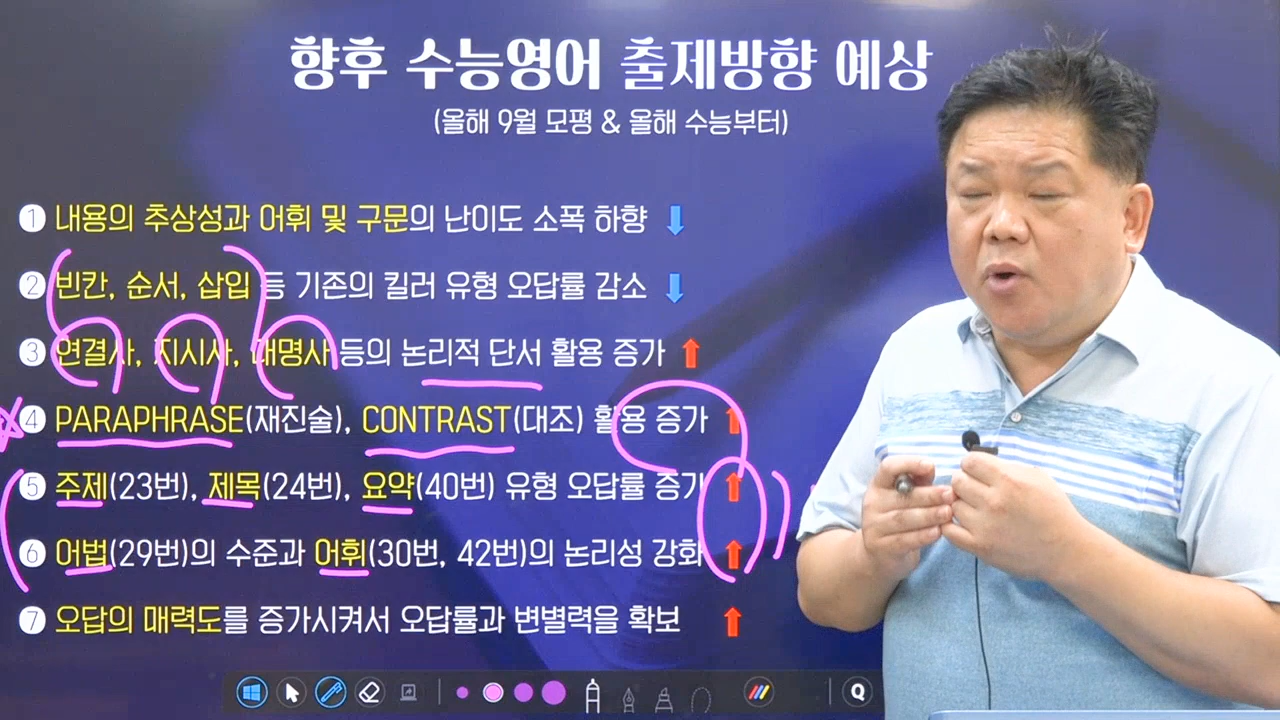 향후 수능영어 출제방향 예상
(올해 9월 모평 & 올해 수능부터)
① 내용의 추상성과 어휘 및 구문의 난이도 소폭 하향 ⬇
② 빈칸, 순서, 삽입 등 기존의 킬러 유형 오답률 감소 ⬇
③ 연결사, 지시사, 대명사 등의 논리적 단서 활용 증가 ⬆
④ PARAPHRASE(재진술), CONTRAST(대조) 활용 증가 ⬆
⑤ 주제(23번), 제목(24번), 요약(40번) 유형 오답률 증가 ⬆
⑥ 어법(29번)의 수준과 어휘(30번, 42번)의 논리성 강화 ⬆
⑦ 오답의 매력도를 증가시켜서 오답률과 변별력을 확보 ⬆
Q